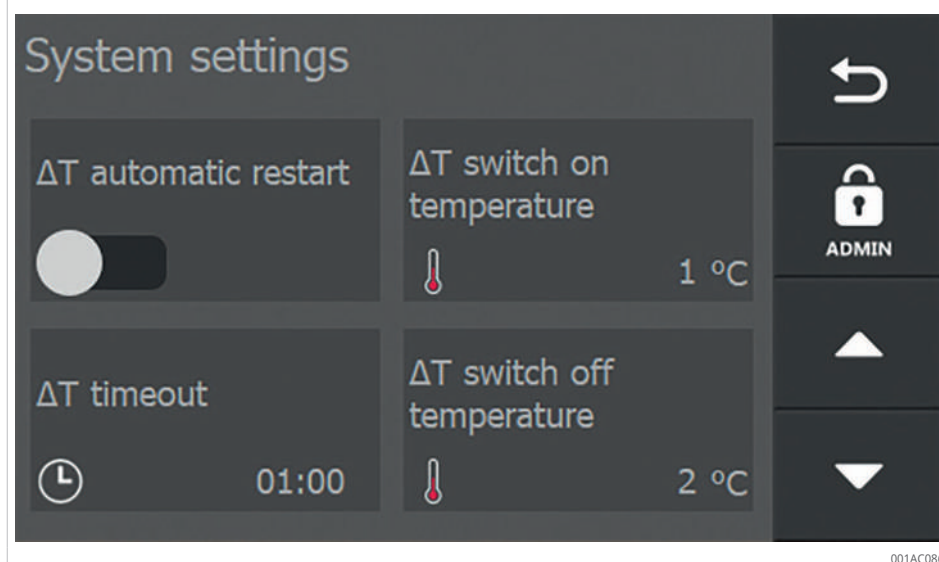 System settings
ΔT automatic restart
ΔT switch on
temperature
1 °C
ADMIN
ΔT timeout
01:00
ΔT switch off
temperature
2 °C